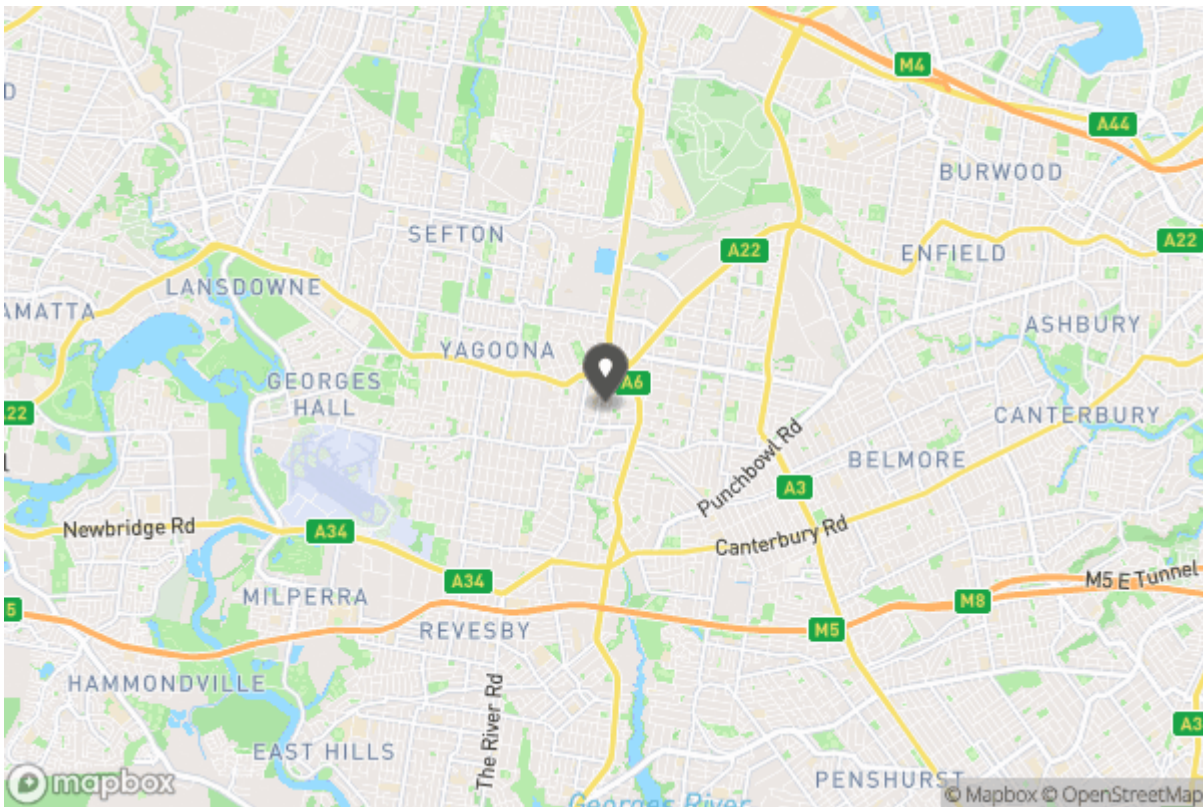 D
M4
A44
BURWOOD
SEFTON
A22
ENFIELD
A22
LANSDOWNE
AMATTA
ASHBURY
YAGOONA
A6
GEORGES
HALL
22
CANTERBURY
BELMORE
Punchbowl Rd
A3
Newbridge Rd
A34
Canterbury Rd
A34
M5 E Tunnel
MILPERRA
M8
5
REVESBY
M5
HAMMONDVILLE
The River Rd
A3
EAST HILLS
PENSHURST
mapbox
Georges River
© Mapbox © OpenStreetMap